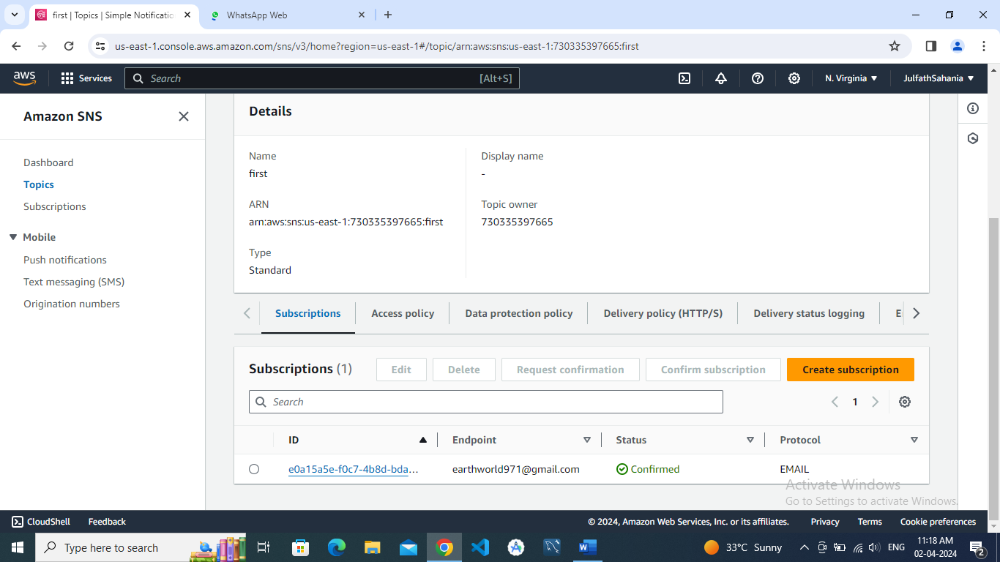 first | Topics | Simple Notificatio
WhatsApp Web
us-east-1.console.aws.amazon.com/sns/v3/home?region=us-east-1#/topic/arn:aws:sns:us-east-1:730335397665:first
aws Services Search [Alt+S] N. Virginia JulfathSahania
Amazon SNS
Dashboard
Topics
Subscriptions
Mobile
Push notifications
Text messaging (SMS)
Origination numbers
Details
Name
first
ARN
arn:aws:sns:us-east-1:730335397665:first
Type
Standard
Display name
-
Topic owner
730335397665
Subscriptions Access policy Data protection policy Delivery policy (HTTP/S) Delivery status logging E
Subscriptions (1) Edit Delete Request confirmation Confirm subscription Create subscription
Search 1
ID Endpoint Status Protocol
e0a15a5e-f0c7-4b8d-bda... earthworld971@gmail.com Confirmed EMAIL
Activate Windows
Go to Settings to activate Windows.
CloudShell Feedback © 2024, Amazon Web Services, Inc. or its affiliates. Privacy Terms Cookie preferences
Type here to search 33°C Sunny ENG 11:18 AM
02-04-2024 2